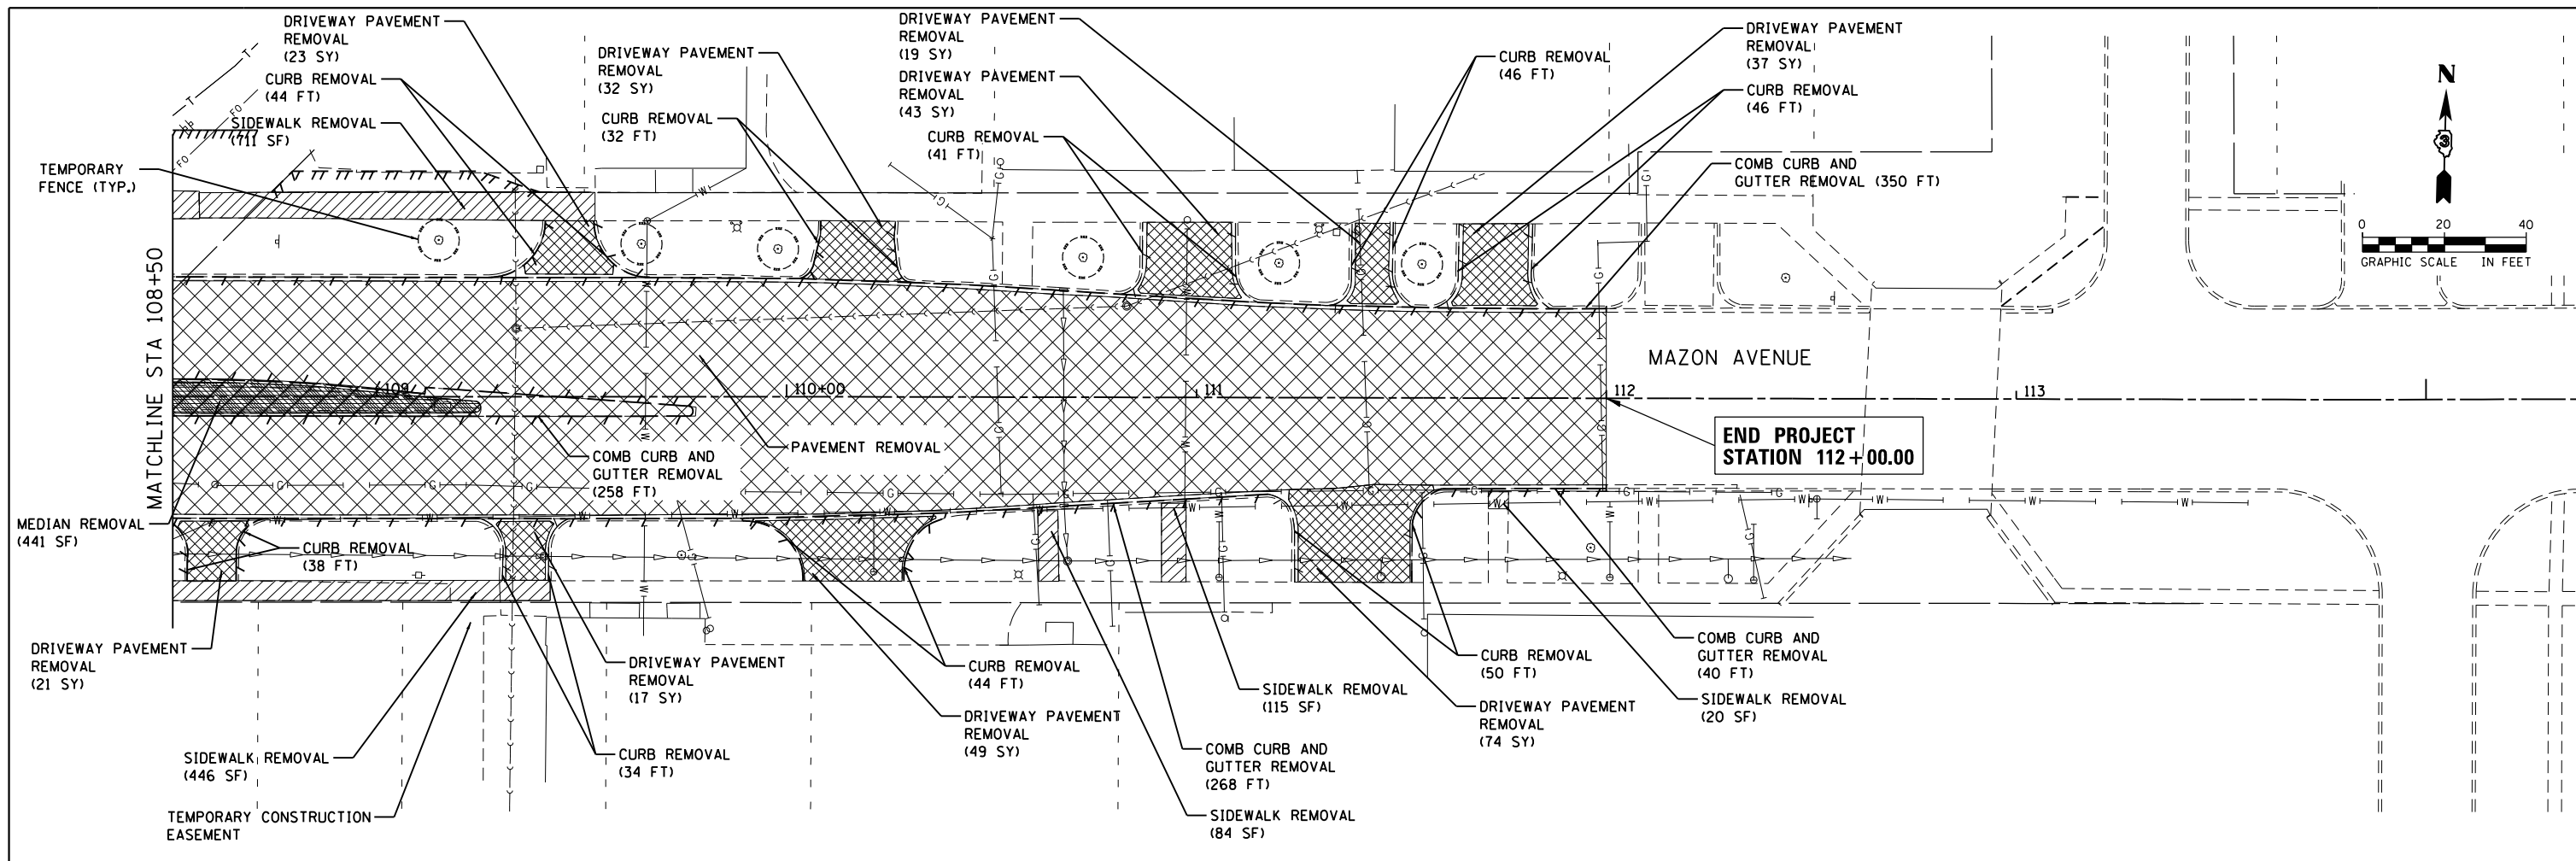 DRIVEWAY PAVEMENT
REMOVAL
(23 SY)
CURB REMOVAL
(44 FT)
SIDEWALK REMOVAL
(711 SF)
TEMPORARY
FENCE (TYP.)
DRIVEWAY PAVEMENT
REMOVAL
(32 SY)
CURB REMOVAL
(32 FT)
DRIVEWAY PAVEMENT
REMOVAL
(19 SY)
DRIVEWAY PAVEMENT
REMOVAL
(43 SY)
CURB REMOVAL
(41 FT)
CURB REMOVAL
(46 FT)
DRIVEWAY PAVEMENT
REMOVAL
(37 SY)
CURB REMOVAL
(46 FT)
COMB CURB AND
GUTTER REMOVAL (350 FT)
N
3
0 20 40
GRAPHIC SCALE IN FEET
MATCHLINE STA 108+50
109
110+00
111
112
113
MAZON AVENUE
END PROJECT
STATION 112+00.00
PAVEMENT REMOVAL
COMB CURB AND
GUTTER REMOVAL
(258 FT)
MEDIAN REMOVAL
(441 SF)
CURB REMOVAL
(38 FT)
DRIVEWAY PAVEMENT
REMOVAL
(21 SY)
SIDEWALK REMOVAL
(446 SF)
TEMPORARY CONSTRUCTION
EASEMENT
DRIVEWAY PAVEMENT
REMOVAL
(17 SY)
CURB REMOVAL
(34 FT)
CURB REMOVAL
(44 FT)
DRIVEWAY PAVEMENT
REMOVAL
(49 SY)
SIDEWALK REMOVAL
(115 SF)
COMB CURB AND
GUTTER REMOVAL
(268 FT)
SIDEWALK REMOVAL
(84 SF)
CURB REMOVAL
(50 FT)
DRIVEWAY PAVEMENT
REMOVAL
(74 SY)
COMB CURB AND
GUTTER REMOVAL
(40 FT)
SIDEWALK REMOVAL
(20 SF)